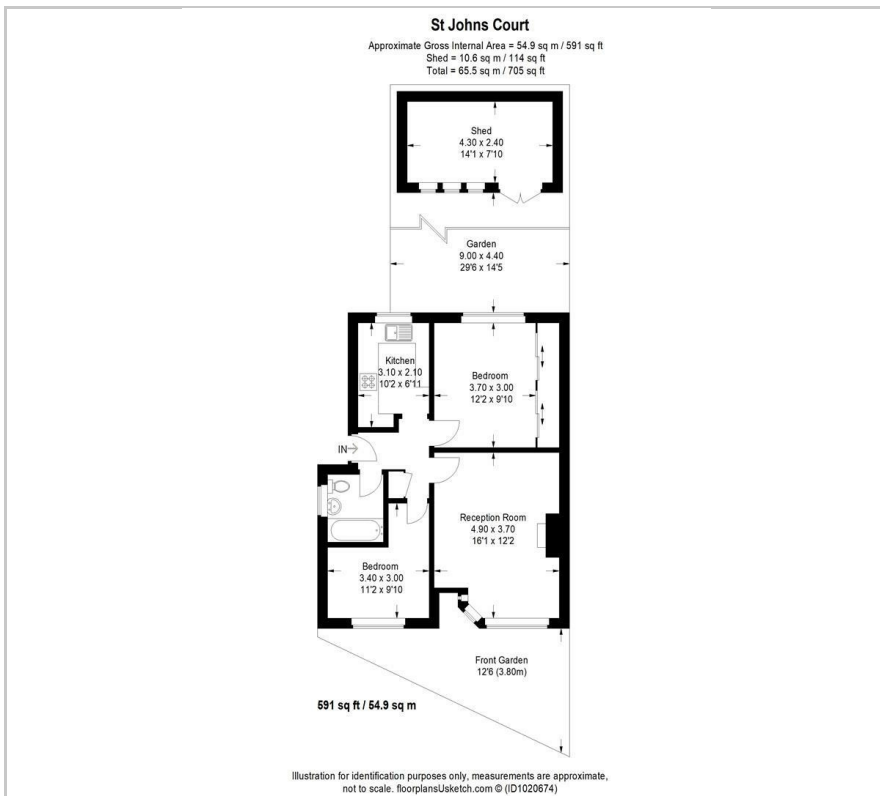 St Johns Court
Approximate Gross Internal Area = 54.9 sq m / 591 sq ft
Shed = 10.6 sq m / 114 sq ft
Total = 65.5 sq m / 705 sq ft
Shed
4.30 x 2.40
14'1 x 7'10
Garden
9.00 x 4.40
29'6 x 14'5
Kitchen
3.10 x 2.10
10'2 x 6'11
Bedroom
3.70 x 3.00
12'2 x 9'10
IN
Reception Room
4.90 x 3.70
16'1 x 12'2
Bedroom
3.40 x 3.00
11'2 x 9'10
Front Garden
12'6 (3.80m)
591 sq ft / 54.9 sq m
Illustration for identification purposes only, measurements are approximate,
not to scale. floorplansUsketch.com © (ID1020674)